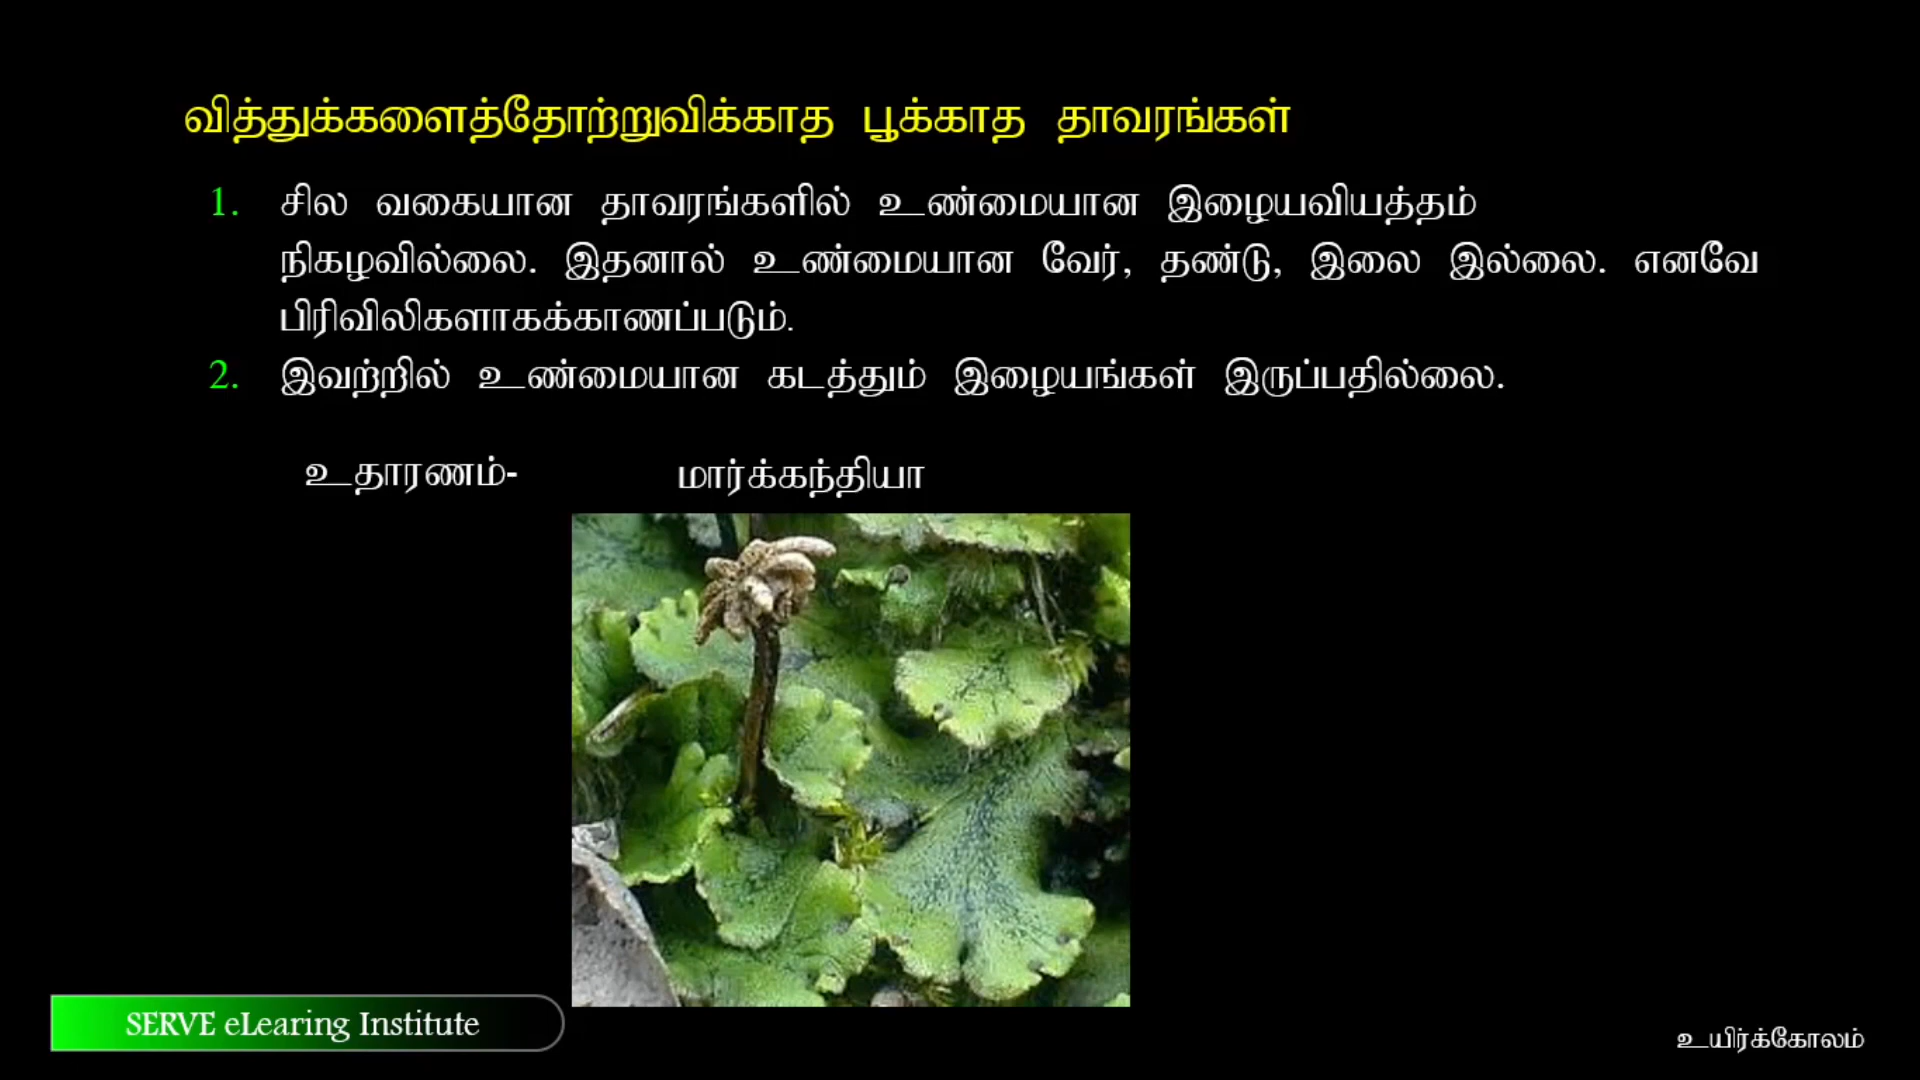 வித்துக்களைத்தோற்றுவிக்காத பூக்காத தாவரங்கள்
1. சில வகையான தாவரங்களில் உண்மையான இழையவியத்தம்
நிகழவில்லை. இதனால் உண்மையான வேர், தண்டு, இலை இல்லை. எனவே
பிரிவிலிகளாகக்காணப்படும்.
2. இவற்றில் உண்மையான கடத்தும் இழையங்கள் இருப்பதில்லை.
உதாரணம்- மார்க்கந்தியா
SERVE eLearing Institute
உயிர்க்கோலம்